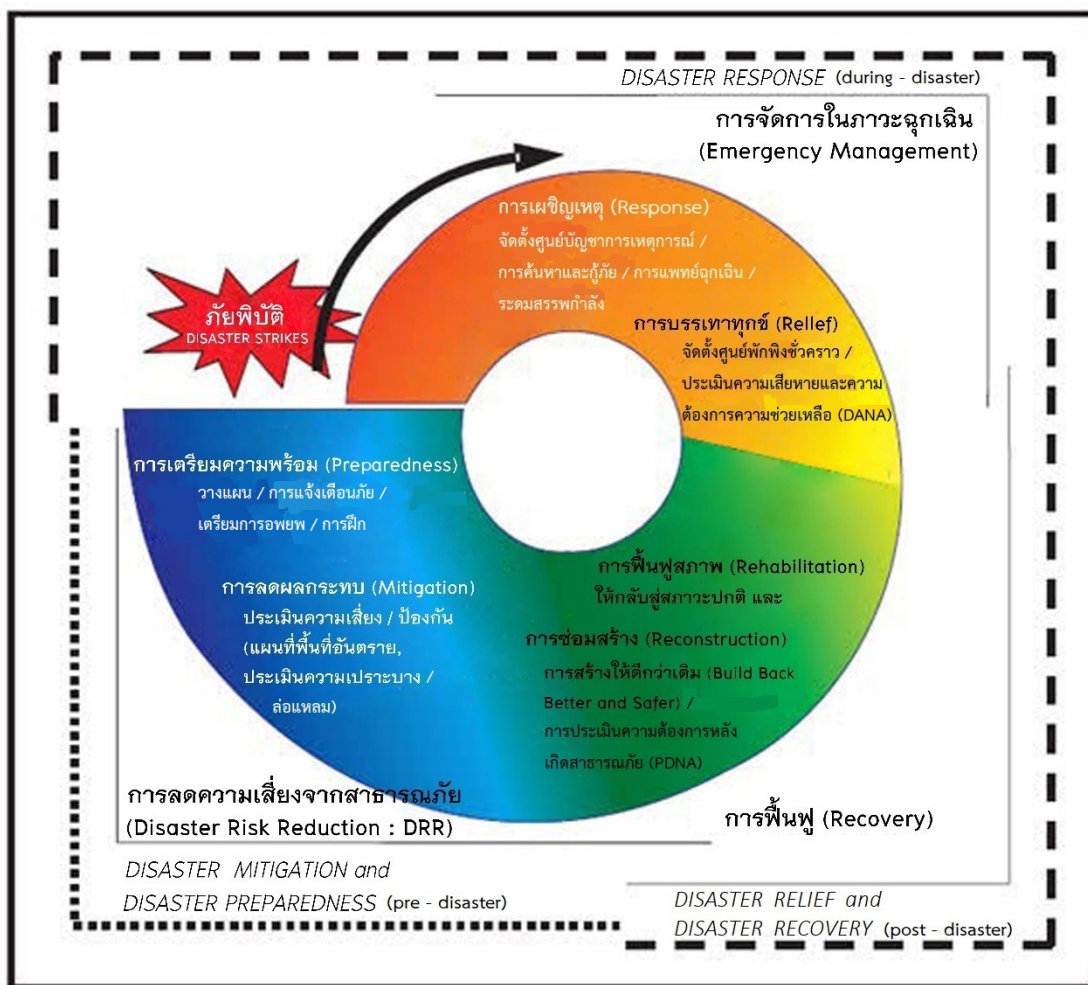 DISASTER RESPONSE (during - disaster)
การจัดการในภาวะฉุกเฉิน
(Emergency Management)
การเผชิญเหตุ (Response)
จัดตั้งศูนย์บัญชาการเหตุการณ์ /
การค้นหาและกู้ภัย / การแพทย์ฉุกเฉิน /
ระดมสรรพกำลัง
ภัยพิบัติ
DISASTER STRIKES
การบรรเทาทุกข์ (Rellef)
จัดตั้งศูนย์พักพิงชั่วคราว /
ประเมินความเสียหายและความ
ต้องการความช่วยเหลือ (DANA)
การเตรียมความพร้อม (Preparedness)
วางแผน / การแจ้งเตือนภัย /
เตรียมการอพยพ / การฝึก
การลดผลกระทบ (Mitigation)
ประเมินความเสี่ยง / ป้องกัน
(แผนที่พื้นที่อันตราย,
ประเมินความเปราะบาง /
ล่อแหลม)
การฟื้นฟูสภาพ (Rehabilitation)
ให้กลับสู่สภาวะปกติ และ
การซ่อมสร้าง (Reconstruction)
การสร้างให้ดีกว่าเดิม (Build Back
Better and Safer) /
การประเมินความต้องการหลัง
เกิดสาธารณภัย (PDNA)
การลดความเสี่ยงจากสาธารณภัย
(Disaster Risk Reduction : DRR)
การฟื้นฟู (Recovery)
DISASTER MITIGATION and
DISASTER PREPAREDNESS (pre - disaster)
DISASTER RELIEF and
DISASTER RECOVERY (post - disaster)